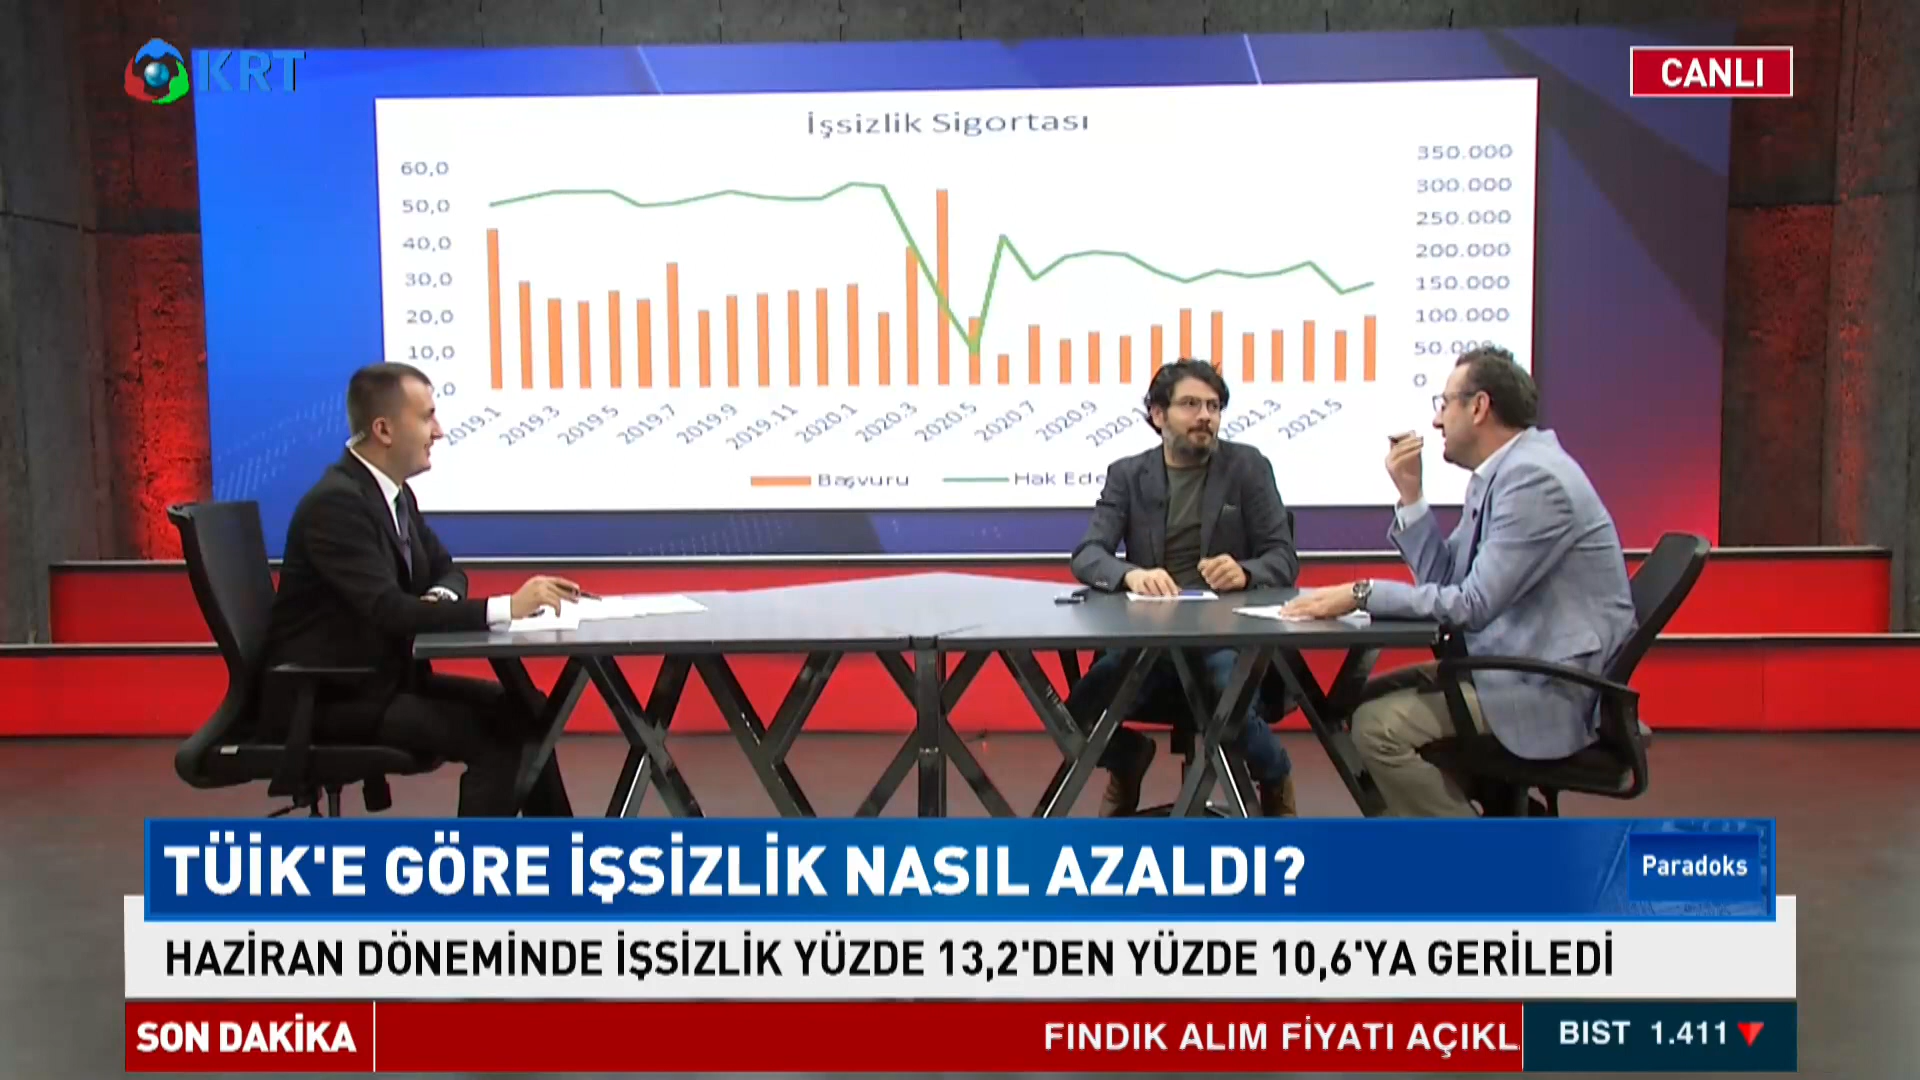 KRT
CANLI
İşsizlik Sigortası
60,0
50,0
40,0
30,0
20,0
10,0
350.000
300.000
250.000
200.000
150.000
100.000
50.000
0
2019.1 2019.3 2019.5 2019.7 2019.9 2019.11 2020.1 2020.3 2020.5 2020.7 2020.9 2021.3 2021.5
Başvuru Hak Ede
TÜİK'E GÖRE İŞSİZLİK NASIL AZALDI?
Paradoks
HAZİRAN DÖNEMİNDE İŞSİZLİK YÜZDE 13,2'DEN YÜZDE 10,6'YA GERİLEDİ
SON DAKİKA
FINDIK ALIM FİYATI AÇIKL
BIST 1.411